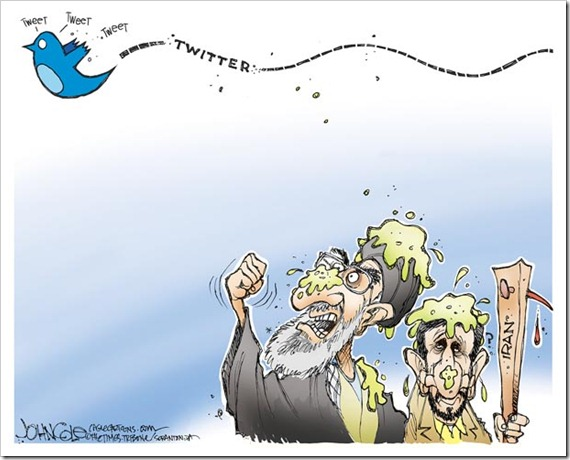 TWEET
TWEET
TWEET
TWITTER
?
IRAN
JOHN COLE
CAGLECARTOONS.COM
©THE TIMES-TRIBUNE/SCRANTON, PA